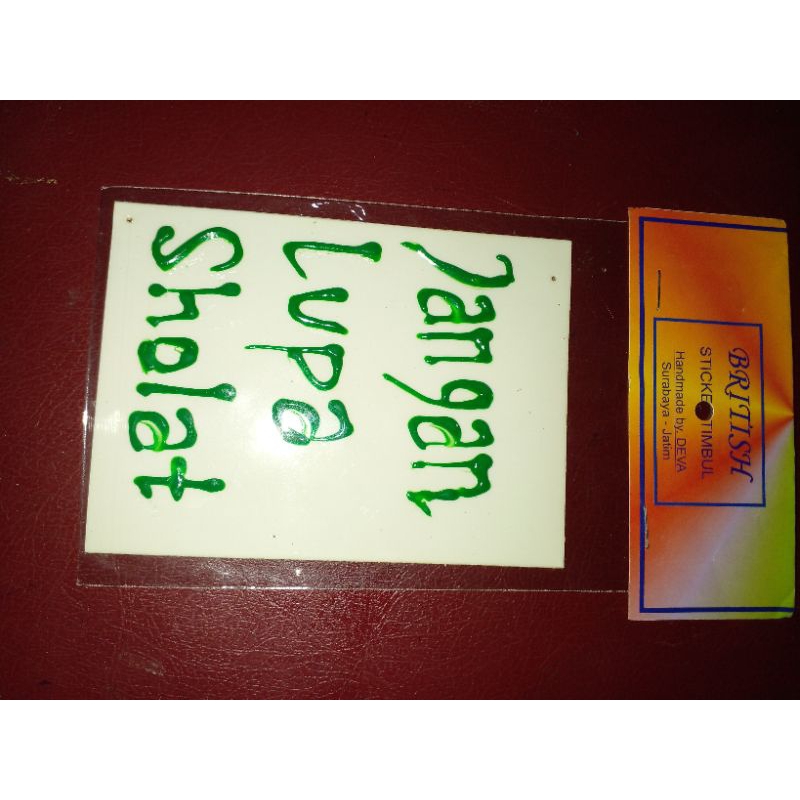 BRITISH
STICKER TIMBUL
Handmade by. DEVA
Surabaya - Jatim
Jangan
Lupa
Sholat